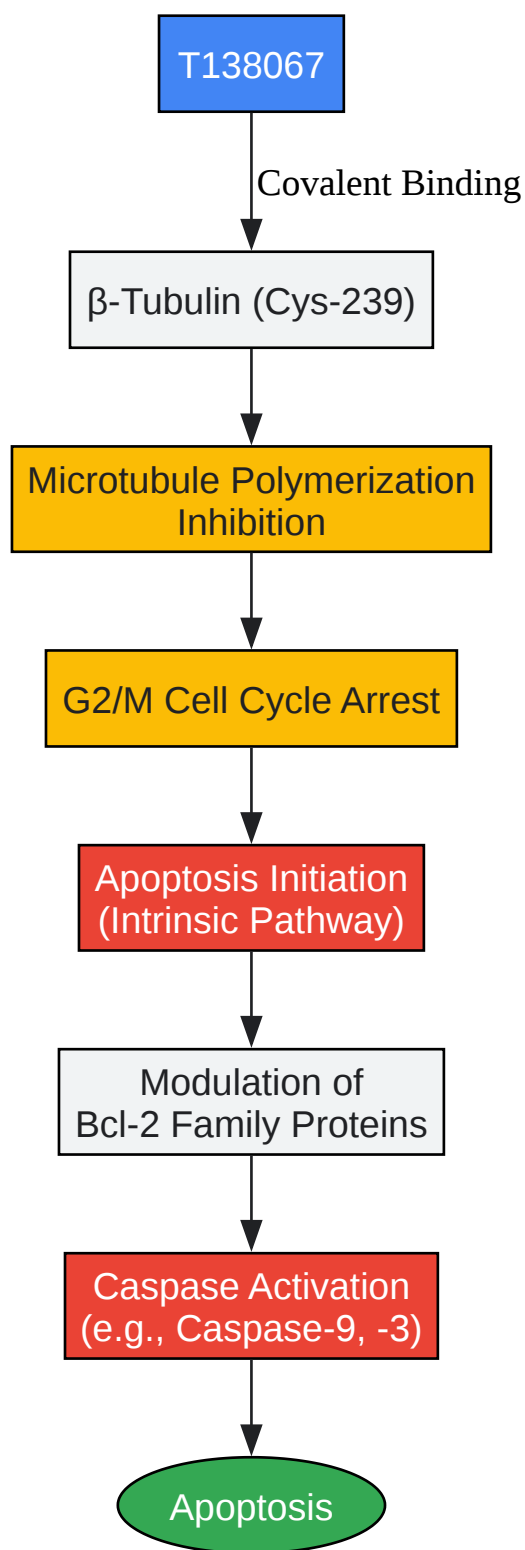 T138067
Covalent Binding
β-Tubulin (Cys-239)
Microtubule Polymerization
Inhibition
G2/M Cell Cycle Arrest
Apoptosis Initiation
(Intrinsic Pathway)
Modulation of
Bcl-2 Family Proteins
Caspase Activation
(e.g., Caspase-9, -3)
Apoptosis